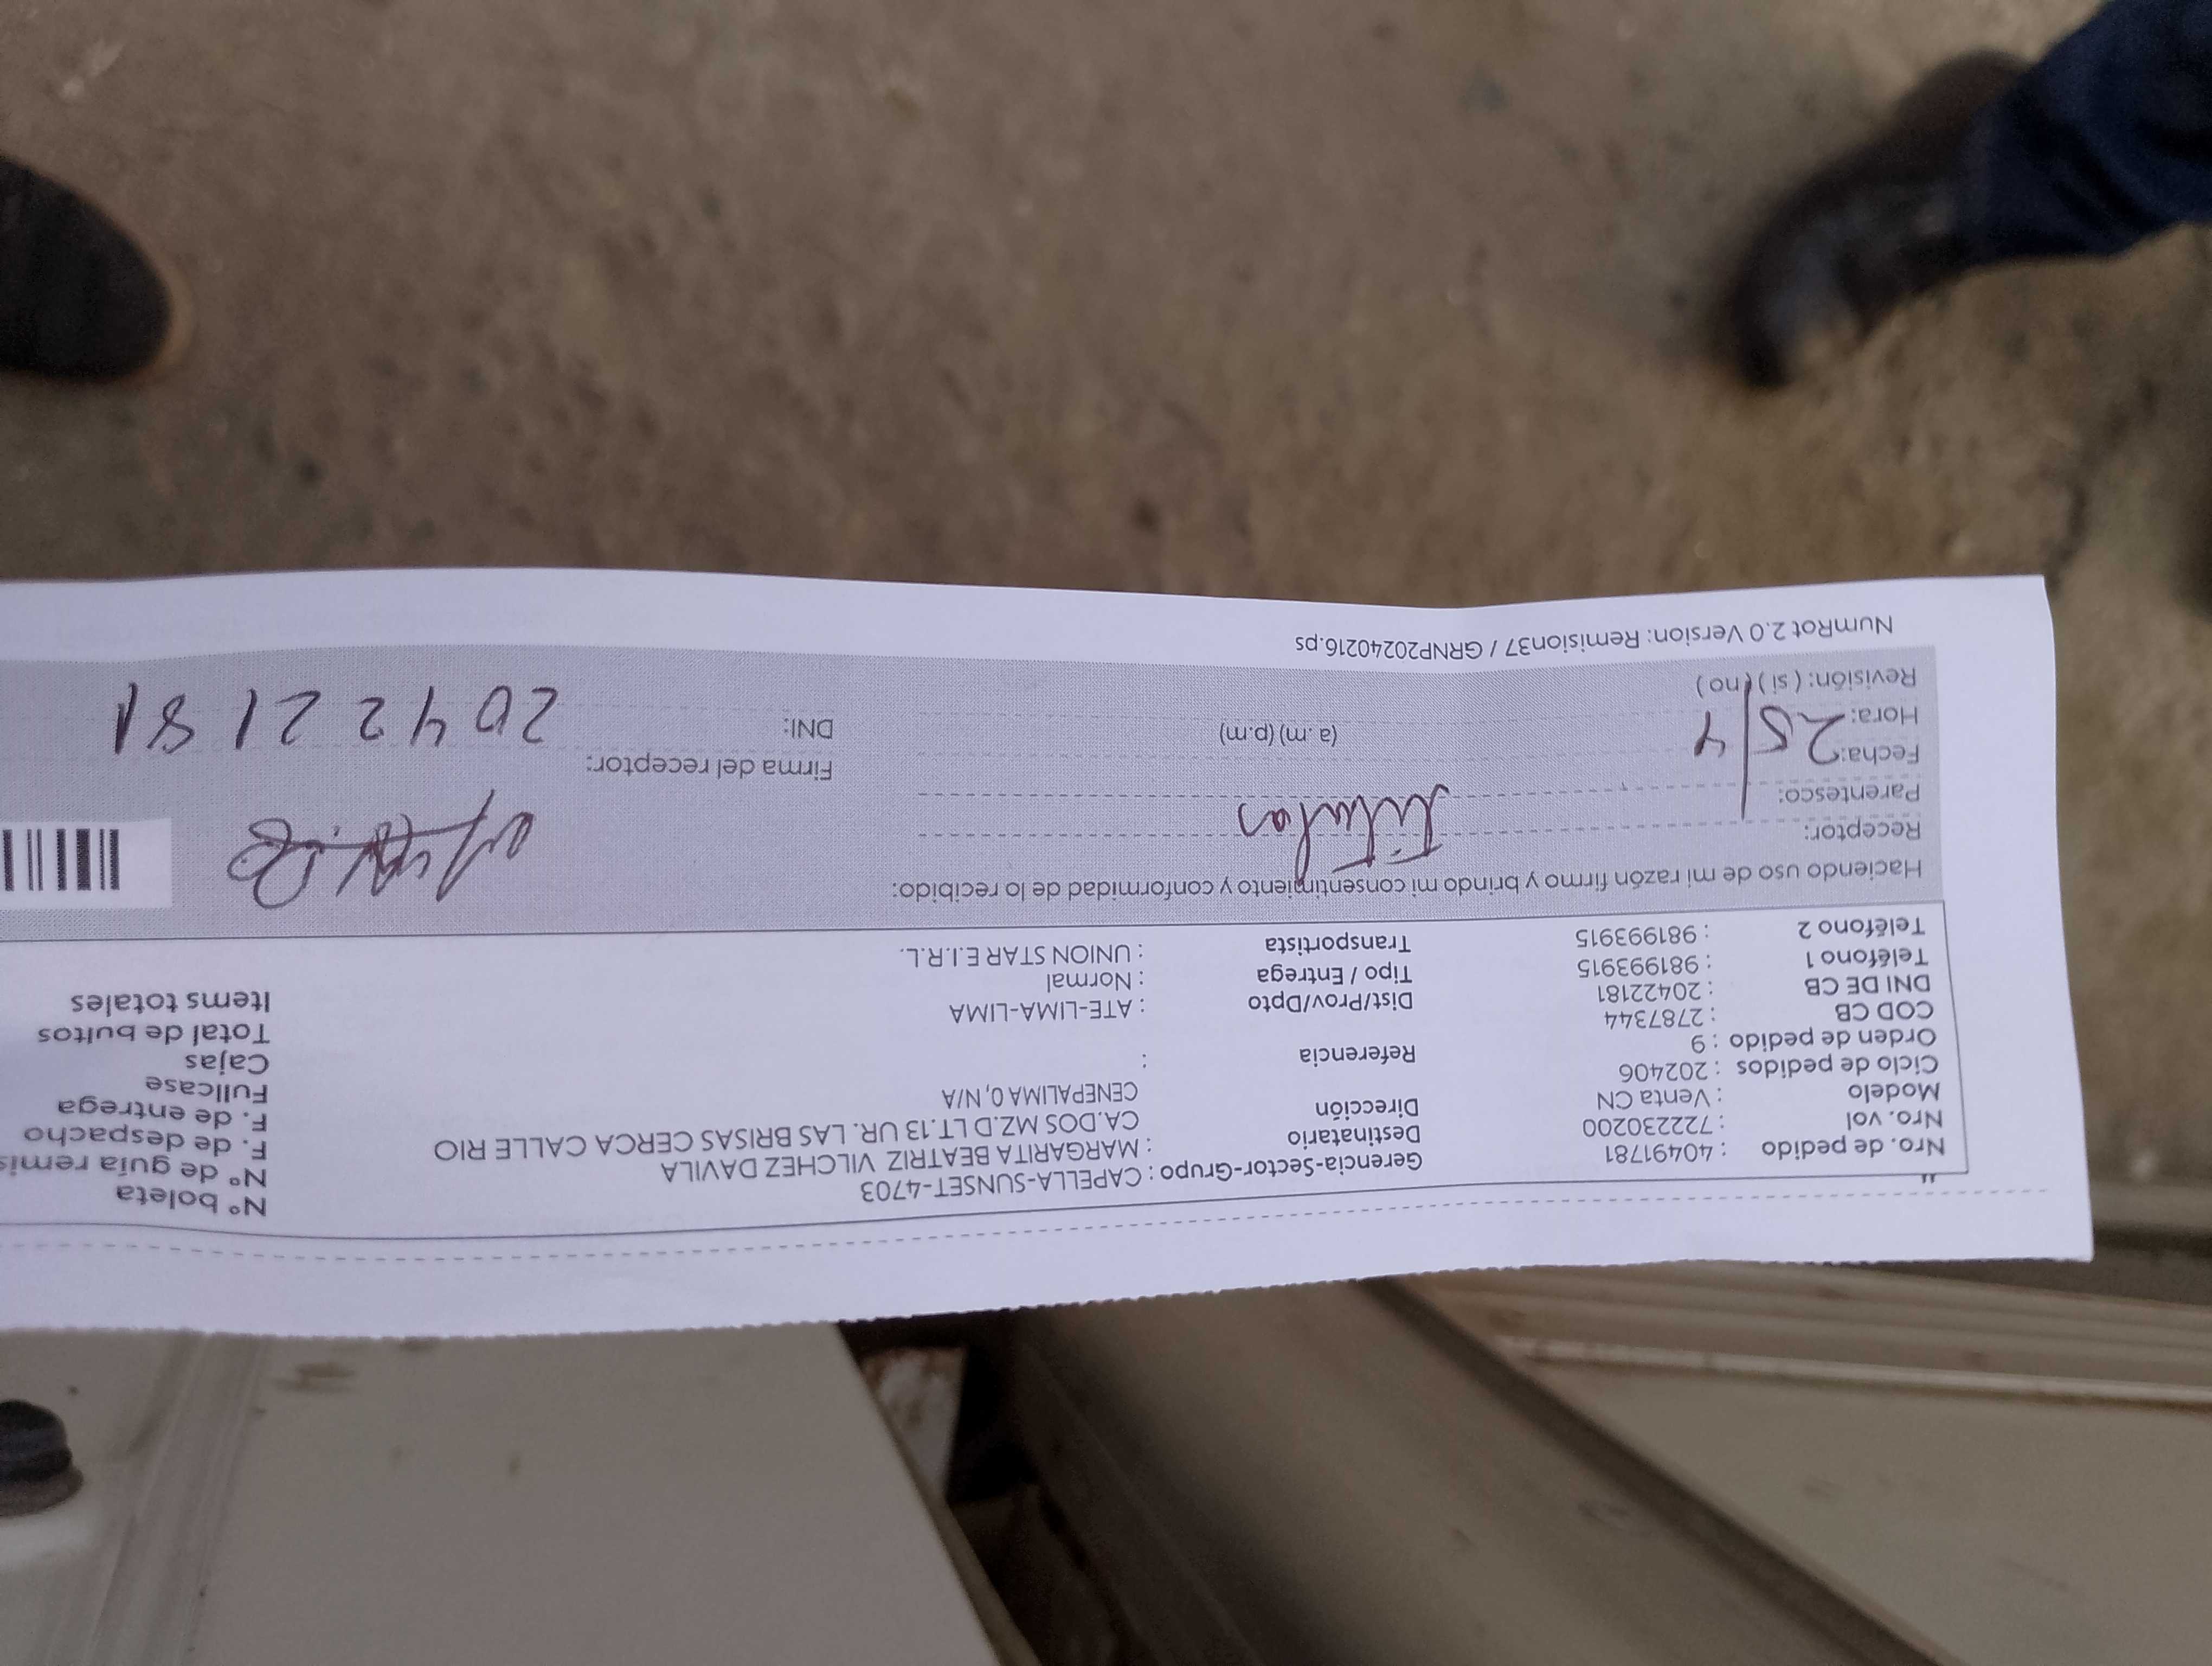 Nro. de pedido : 40491781 Gerencia-Sector-Grupo : CAPELLA-SUNSET-4703 N° boleta
Nro. vol : 722230200 Destinatario : MARGARITA BEATRIZ VILCHEZ DAVILA N° de guía remis
Modelo : Venta CN Dirección CA.DOS MZ.D LT.13 UR. LAS BRISAS CERCA CALLE RIO F. de despacho
Ciclo de pedidos : 202406 CENEPALIMA 0, N/A F. de entrega
Orden de pedido : 9 Referencia : Fullcase
COD CB : 2787344 Cajas
DNI DE CB : 20422181 Dist/Prov/Dpto : ATE-LIMA-LIMA Total de bultos
Teléfono 1 : 981993915 Tipo / Entrega : Normal Items totales
Teléfono 2 : 981993915 Transportista : UNION STAR E.I.R.L.
Haciendo uso de mi razón firmo y brindo mi consentimiento y conformidad de lo recibido:
Receptor: titular
Parentesco:
Fecha: 25/4 Firma del receptor:
Hora: (a.m) (p.m) DNI: 20422181
Revisión: ( si ) ( no )
NumRot 2.0 Version: Remision37 / GRNP20240216.ps